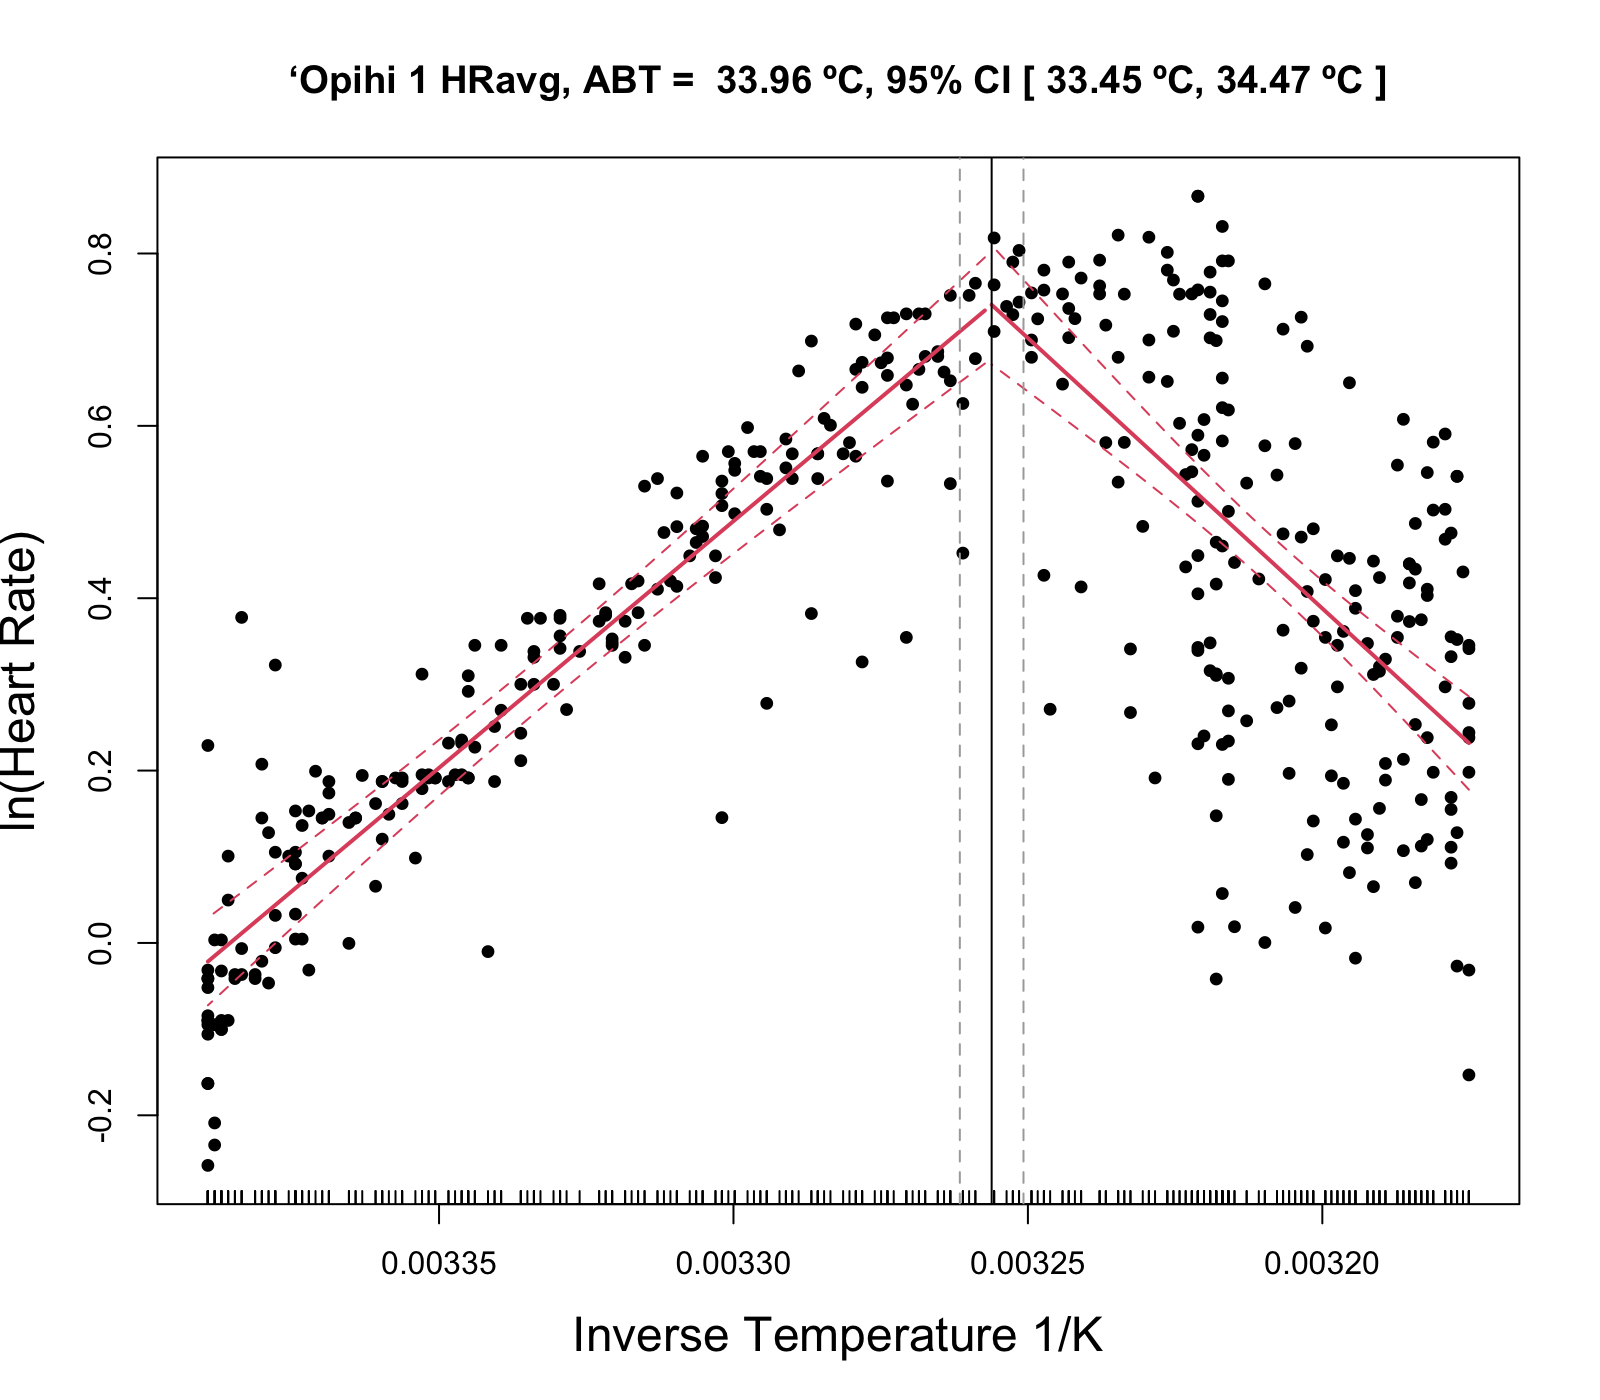 ‘Opihi 1 HRavg, ABT =  33.96 ºC, 95% CI [ 33.45 ºC, 34.47 ºC ]
ln(Heart Rate)
0.8
0.6
0.4
0.2
0.0
-0.2
0.00335 0.00330 0.00325 0.00320
Inverse Temperature 1/K